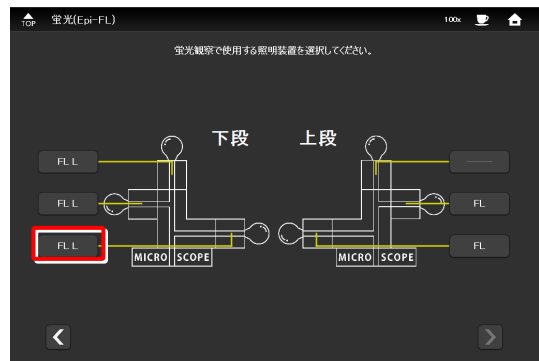 TOP 蛍光(Epi-FL) 100x
蛍光観察で使用する照明装置を選択してください。
下段 上段
FL L
FL L FL
FL L FL
MICRO SCOPE MICRO SCOPE